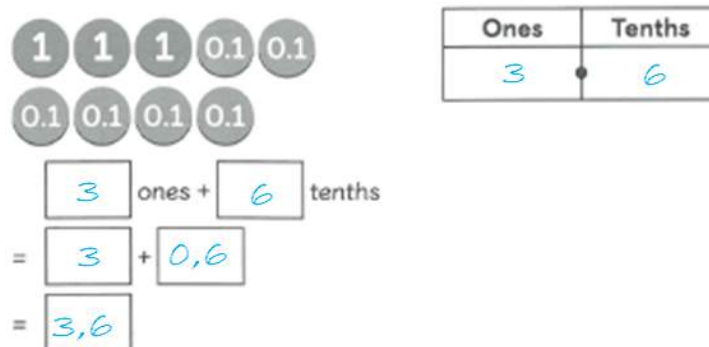 1 1 1 0.1 0.1
0.1 0.1 0.1 0.1
Ones Tenths
3 • 6
3 ones + 6 tenths
= 3 + 0,6
= 3,6